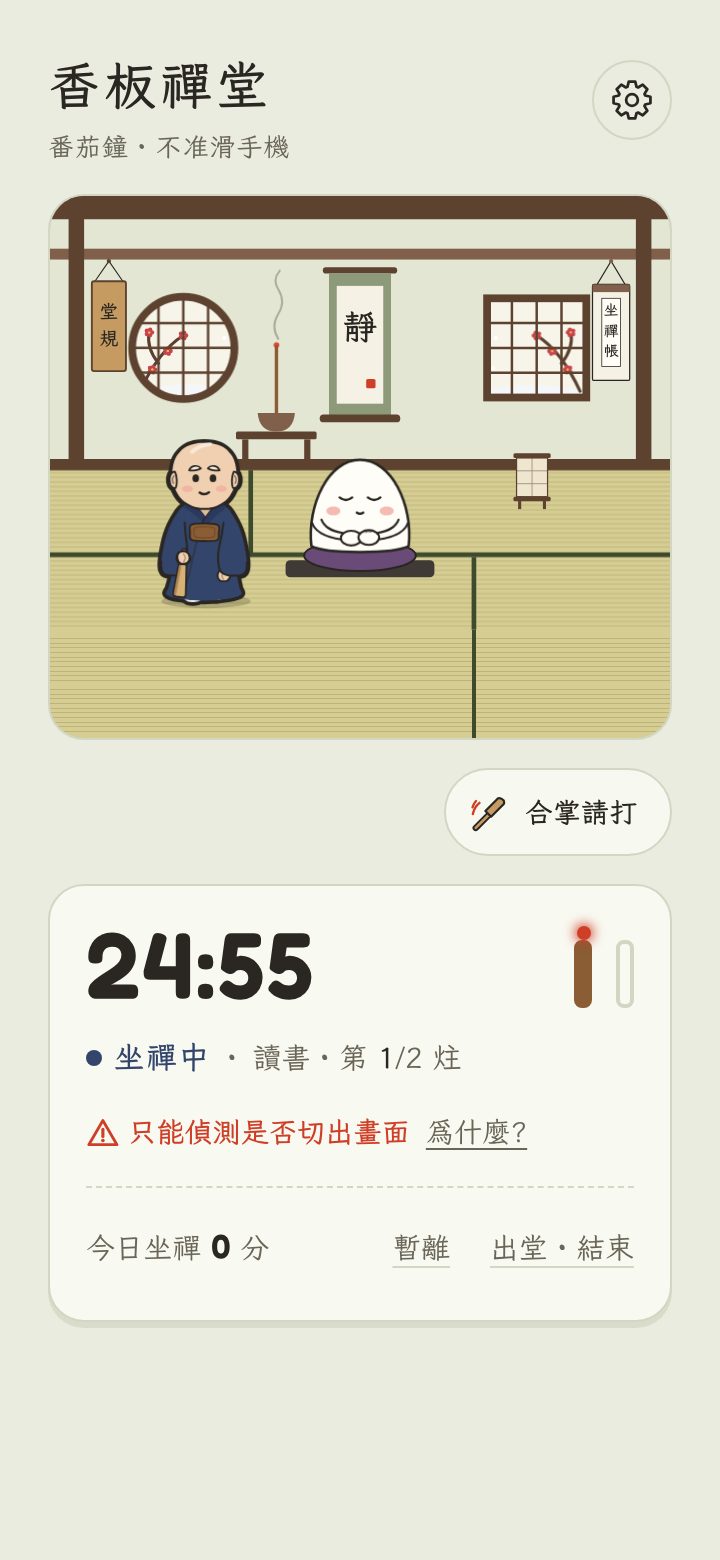 香板禪堂
番茄鐘・不准滑手機
堂規
靜
坐禪帳
合掌請打
24:55
坐禪中・讀書・第 1/2 炷
只能偵測是否切出畫面 為什麼?
今日坐禪 0 分 暫離 出堂・結束